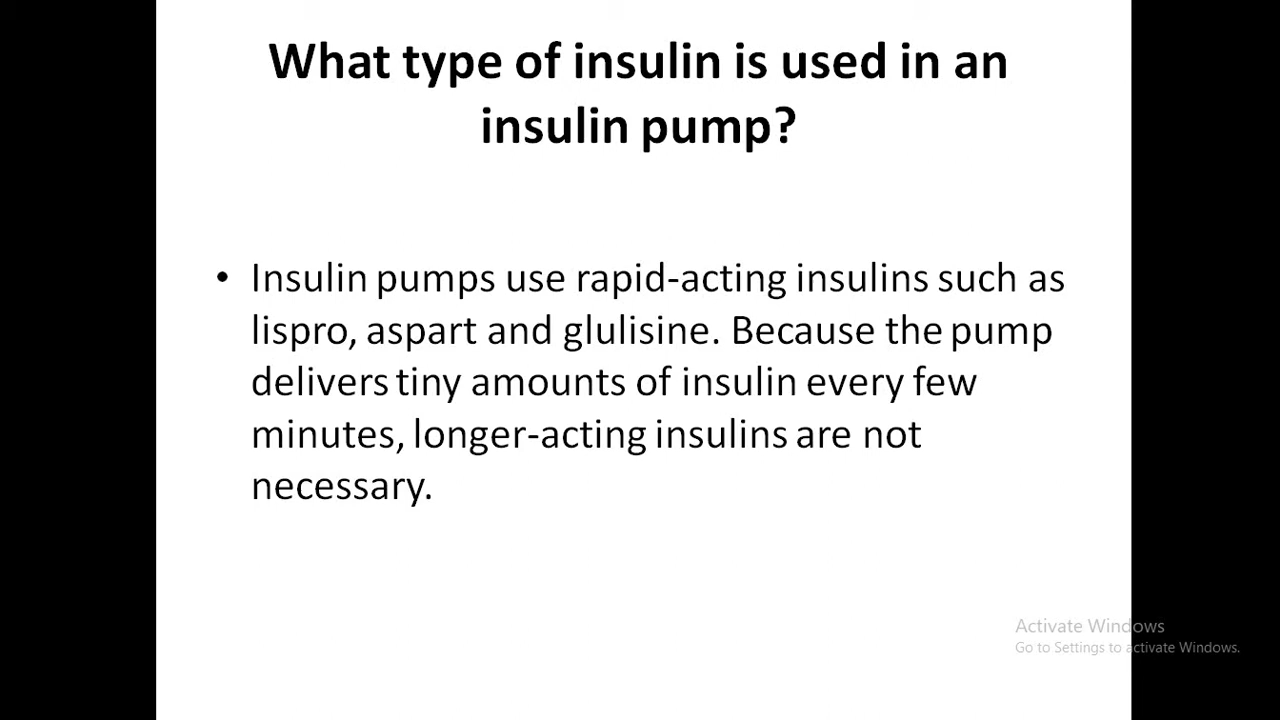 What type of insulin is used in an
insulin pump?
• Insulin pumps use rapid-acting insulins such as
lispro, aspart and glulisine. Because the pump
delivers tiny amounts of insulin every few
minutes, longer-acting insulins are not
necessary.
Activate Windows
Go to Settings to activate Windows.